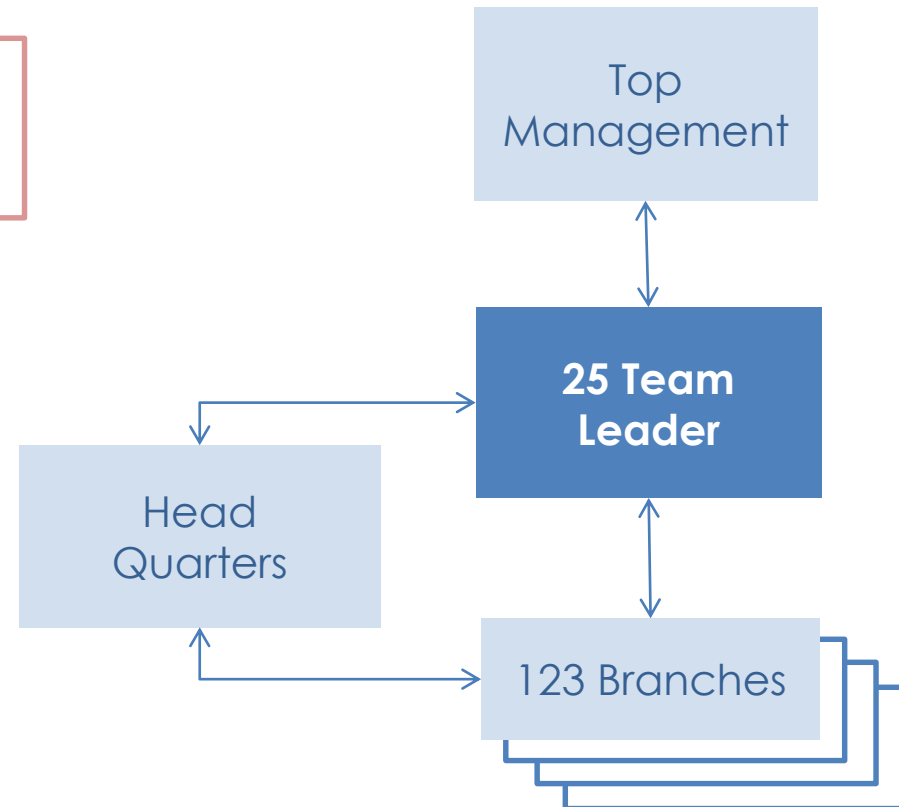 Top
Management
25 Team
Leader
Head
Quarters
123 Branches